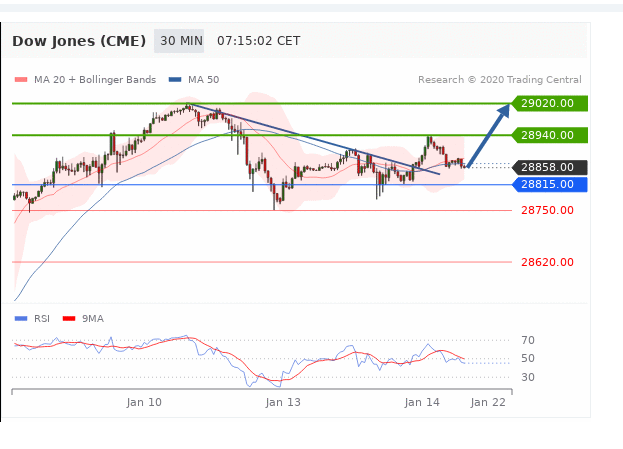 Dow Jones (CME) 30 MIN 07:15:02 CET
MA 20 + Bollinger Bands MA 50 Research © 2020 Trading Central
29020.00
28940.00
28858.00
28815.00
28750.00
28620.00
RSI 9MA
70
50
30
Jan 10 Jan 13 Jan 14 Jan 22